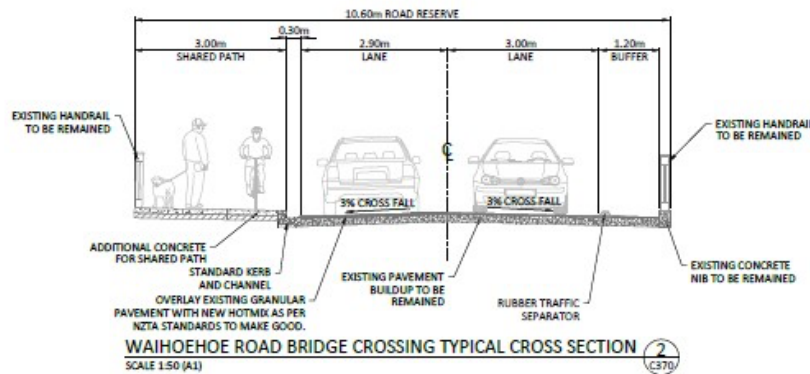 10.60m ROAD RESERVE
0.30m
3.00m
SHARED PATH
2.90m
LANE
3.00m
LANE
1.20m
BUFFER
EXISTING HANDRAIL
TO BE REMAINED
EXISTING HANDRAIL
TO BE REMAINED
℄
3% CROSS FALL
3% CROSS FALL
ADDITIONAL CONCRETE
FOR SHARED PATH
STANDARD KERB
AND CHANNEL
OVERLAY EXISTING GRANULAR
PAVEMENT WITH NEW HOTMIX AS PER
NZTA STANDARDS TO MAKE GOOD.
EXISTING PAVEMENT
BUILDUP TO BE
REMAINED
RUBBER TRAFFIC
SEPARATOR
EXISTING CONCRETE
NIB TO BE REMAINED
WAIHOEHOE ROAD BRIDGE CROSSING TYPICAL CROSS SECTION
SCALE 1:50 (A1)
2
C370